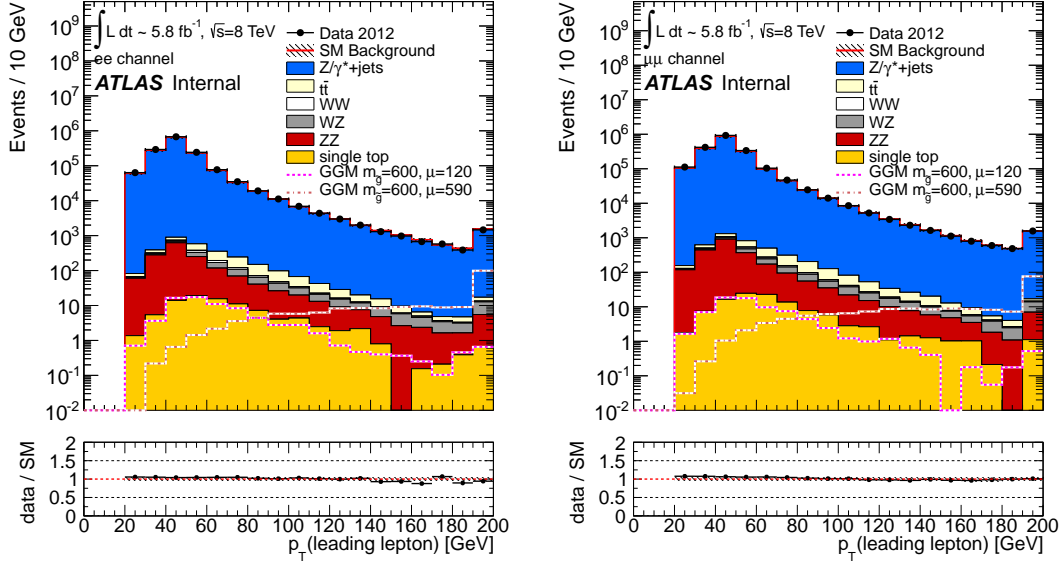 ∫ L dt ~ 5.8 fb⁻¹, √s=8 TeV
ee channel
ATLAS Internal
Data 2012
SM Background
Z/γ*+jets
tt̄
WW
WZ
ZZ
single top
GGM m_g=600, μ=120
GGM m_g=600, μ=590
Events / 10 GeV
10⁹
10⁸
10⁷
10⁶
10⁵
10⁴
10³
10²
10
1
10⁻¹
10⁻²
data / SM
2
1.5
1
0.5
0
0 20 40 60 80 100 120 140 160 180 200
p_T(leading lepton) [GeV]
∫ L dt ~ 5.8 fb⁻¹, √s=8 TeV
μμ channel
ATLAS Internal
Data 2012
SM Background
Z/γ*+jets
tt̄
WW
WZ
ZZ
single top
GGM m_g=600, μ=120
GGM m_g=600, μ=590
Events / 10 GeV
10⁹
10⁸
10⁷
10⁶
10⁵
10⁴
10³
10²
10
1
10⁻¹
10⁻²
data / SM
2
1.5
1
0.5
0
0 20 40 60 80 100 120 140 160 180 200
p_T(leading lepton) [GeV]